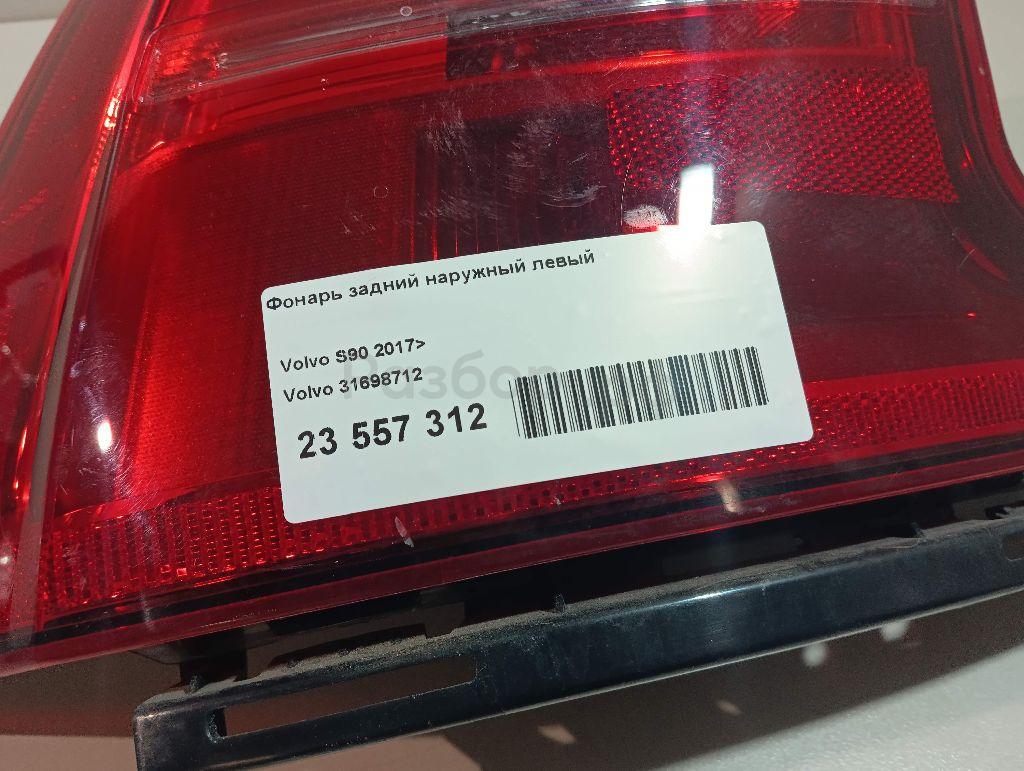 Фонарь задний наружный левый
Volvo S90 2017>
Volvo 31698712
23 557 312